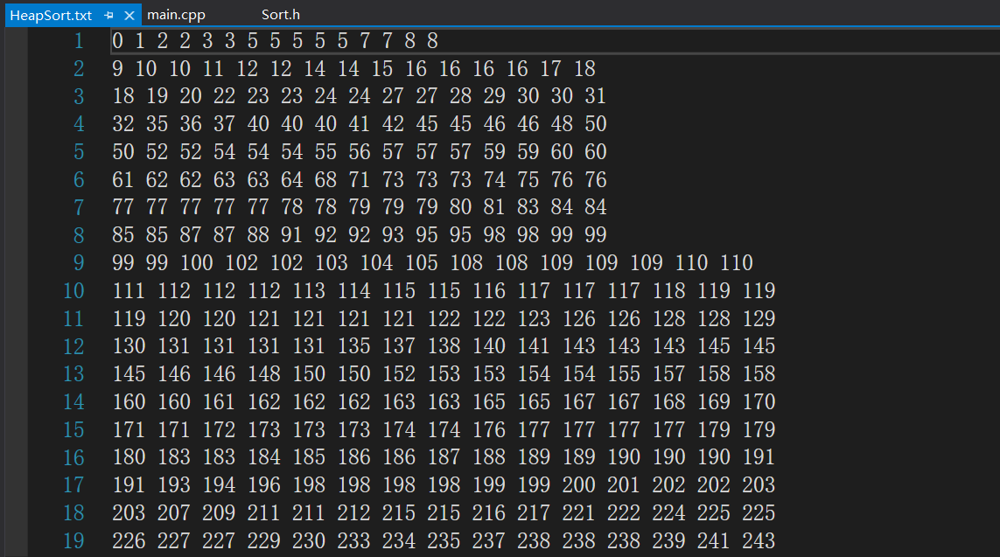 HeapSort.txt main.cpp Sort.h
1 0 1 2 2 3 3 5 5 5 5 5 7 7 8 8
2 9 10 10 11 12 12 14 14 15 16 16 16 16 17 18
3 18 19 20 22 23 23 24 24 27 27 28 29 30 30 31
4 32 35 36 37 40 40 40 41 42 45 45 46 46 48 50
5 50 52 52 54 54 54 55 56 57 57 57 59 59 60 60
6 61 62 62 63 63 64 68 71 73 73 73 74 75 76 76
7 77 77 77 77 77 78 78 79 79 79 80 81 83 84 84
8 85 85 87 87 88 91 92 92 93 95 95 98 98 99 99
9 99 99 100 102 102 103 104 105 108 108 109 109 109 110 110
10 111 112 112 112 113 114 115 115 116 117 117 117 118 119 119
11 119 120 120 121 121 121 121 122 122 123 126 126 128 128 129
12 130 131 131 131 131 135 137 138 140 141 143 143 143 145 145
13 145 146 146 148 150 150 152 153 153 154 154 155 157 158 158
14 160 160 161 162 162 162 163 163 165 165 167 167 168 169 170
15 171 171 172 173 173 173 174 174 176 177 177 177 177 179 179
16 180 183 183 184 185 186 186 187 188 189 189 190 190 190 191
17 191 193 194 196 198 198 198 198 199 199 200 201 202 202 203
18 203 207 209 211 211 212 215 215 216 217 221 222 224 225 225
19 226 227 227 229 230 233 234 235 237 238 238 238 239 241 243